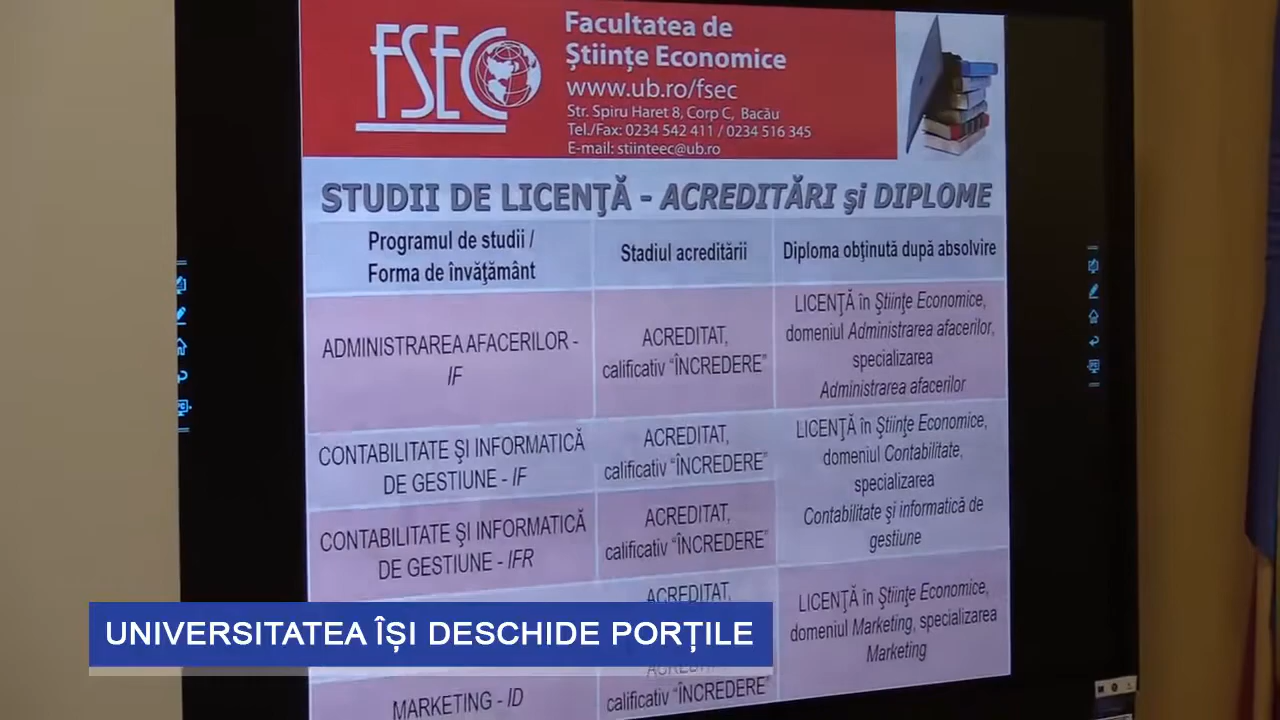 FSEC
Facultatea de
Ştiinţe Economice
www.ub.ro/fsec
Str. Spiru Haret 8, Corp C, Bacău
Tel./Fax: 0234 542 411 / 0234 516 345
E-mail: stiinteec@ub.ro
STUDII DE LICENŢĂ - ACREDITĂRI şi DIPLOME
Programul de studii /
Forma de învăţământ
Stadiul acreditării
Diploma obţinută după absolvire
ADMINISTRAREA AFACERILOR -
IF
ACREDITAT,
calificativ “ÎNCREDERE”
LICENŢĂ în Ştiinţe Economice,
domeniul Administrarea afacerilor,
specializarea
Administrarea afacerilor
CONTABILITATE ŞI INFORMATICĂ
DE GESTIUNE - IF
ACREDITAT,
calificativ “ÎNCREDERE”
LICENŢĂ în Ştiinţe Economice,
domeniul Contabilitate,
specializarea
Contabilitate şi informatică de
gestiune
CONTABILITATE ŞI INFORMATICĂ
DE GESTIUNE - IFR
ACREDITAT,
calificativ “ÎNCREDERE”
ACREDITAT,
LICENŢĂ în Ştiinţe Economice,
domeniul Marketing, specializarea
Marketing
UNIVERSITATEA ÎȘI DESCHIDE PORȚILE
MARKETING - ID
ACREDITAT,
calificativ “ÎNCREDERE”